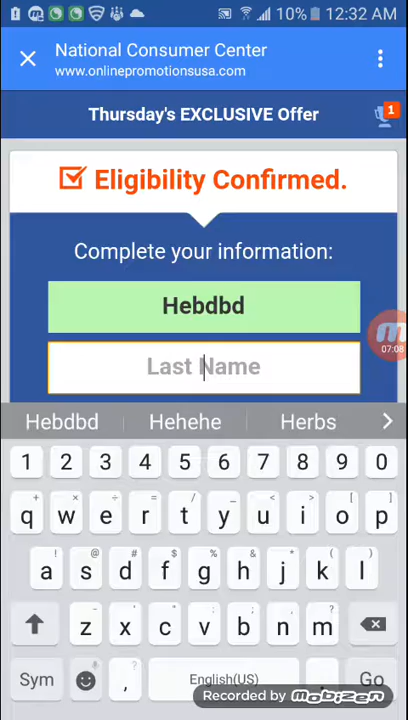 10% 12:32 AM
National Consumer Center
www.onlinepromotionsusa.com
Thursday's EXCLUSIVE Offer
1
Eligibility Confirmed.
Complete your information:
Hebdbd
Last Name
07:08
Hebdbd Hehehe Herbs
1 2 3 4 5 6 7 8 9 0
+ × ÷ = / _ < > [ ]
q w e r t y u i o p
! @ # $ % ^ & * ( )
a s d f g h j k l
- ' " : ; , ?
z x c v b n m
Sym , English(US) . Go
Recorded by mobizen